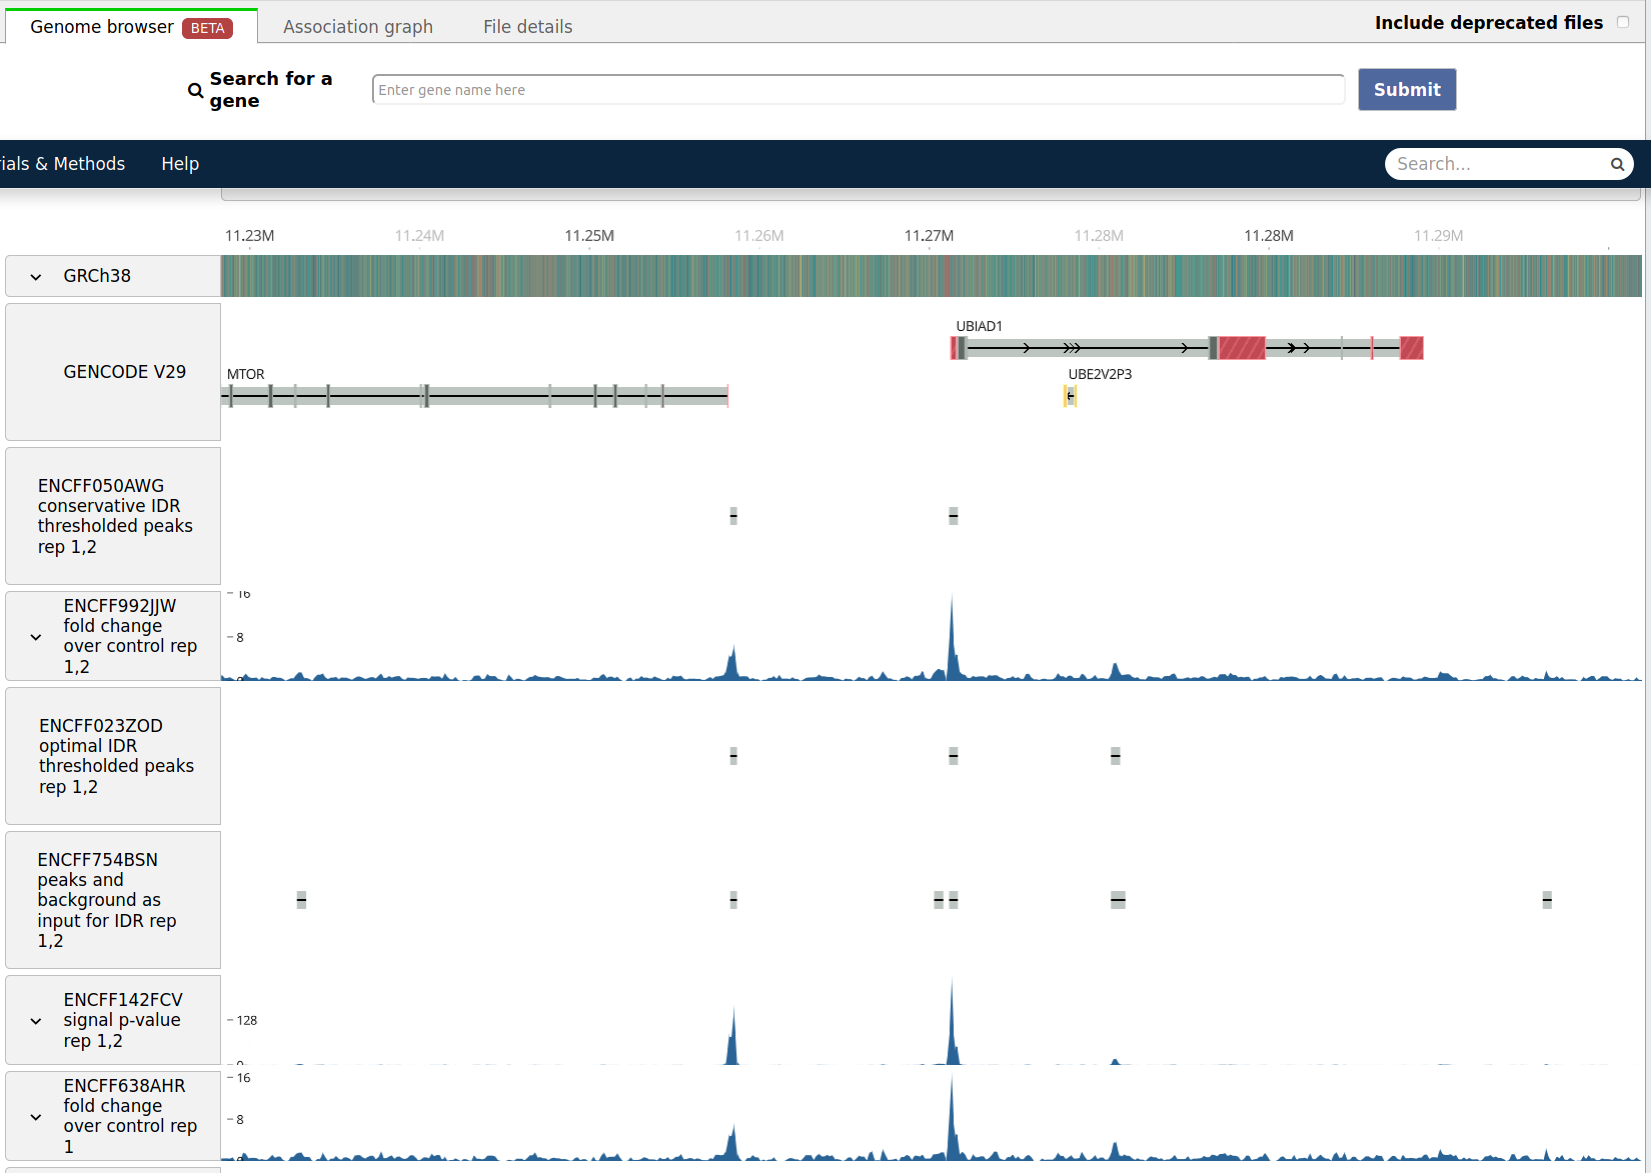 Genome browser BETA Association graph File details Include deprecated files
Search for a
gene
Enter gene name here
Submit
ials & Methods Help Search...
11.23M 11.24M 11.25M 11.26M 11.27M 11.28M 11.28M 11.29M
GRCh38
GENCODE V29
UBIAD1
MTOR
UBE2V2P3
ENCFF050AWG
conservative IDR
thresholded peaks
rep 1,2
ENCFF992JJW
fold change
over control rep
1,2
16
8
0
ENCFF023ZOD
optimal IDR
thresholded peaks
rep 1,2
ENCFF754BSN
peaks and
background as
input for IDR rep
1,2
ENCFF142FCV
signal p-value
rep 1,2
128
0
ENCFF638AHR
fold change
over control rep
1
16
8
0